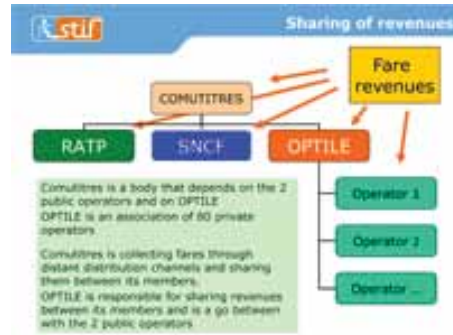 stif
Sharing of revenues
Fare
revenues
COMUTITRES
RATP
SNCF
OPTILE
Comutitres is a body that depends on the 2
public operators and on OPTILE
OPTILE is an association of 80 private
operators
Comutitres is collecting fares through
distant distribution channels and sharing
them between its members.
OPTILE is responsible for sharing revenues
between its members and is a go between
with the 2 public operators
Operator 1
Operator 2
Operator ...